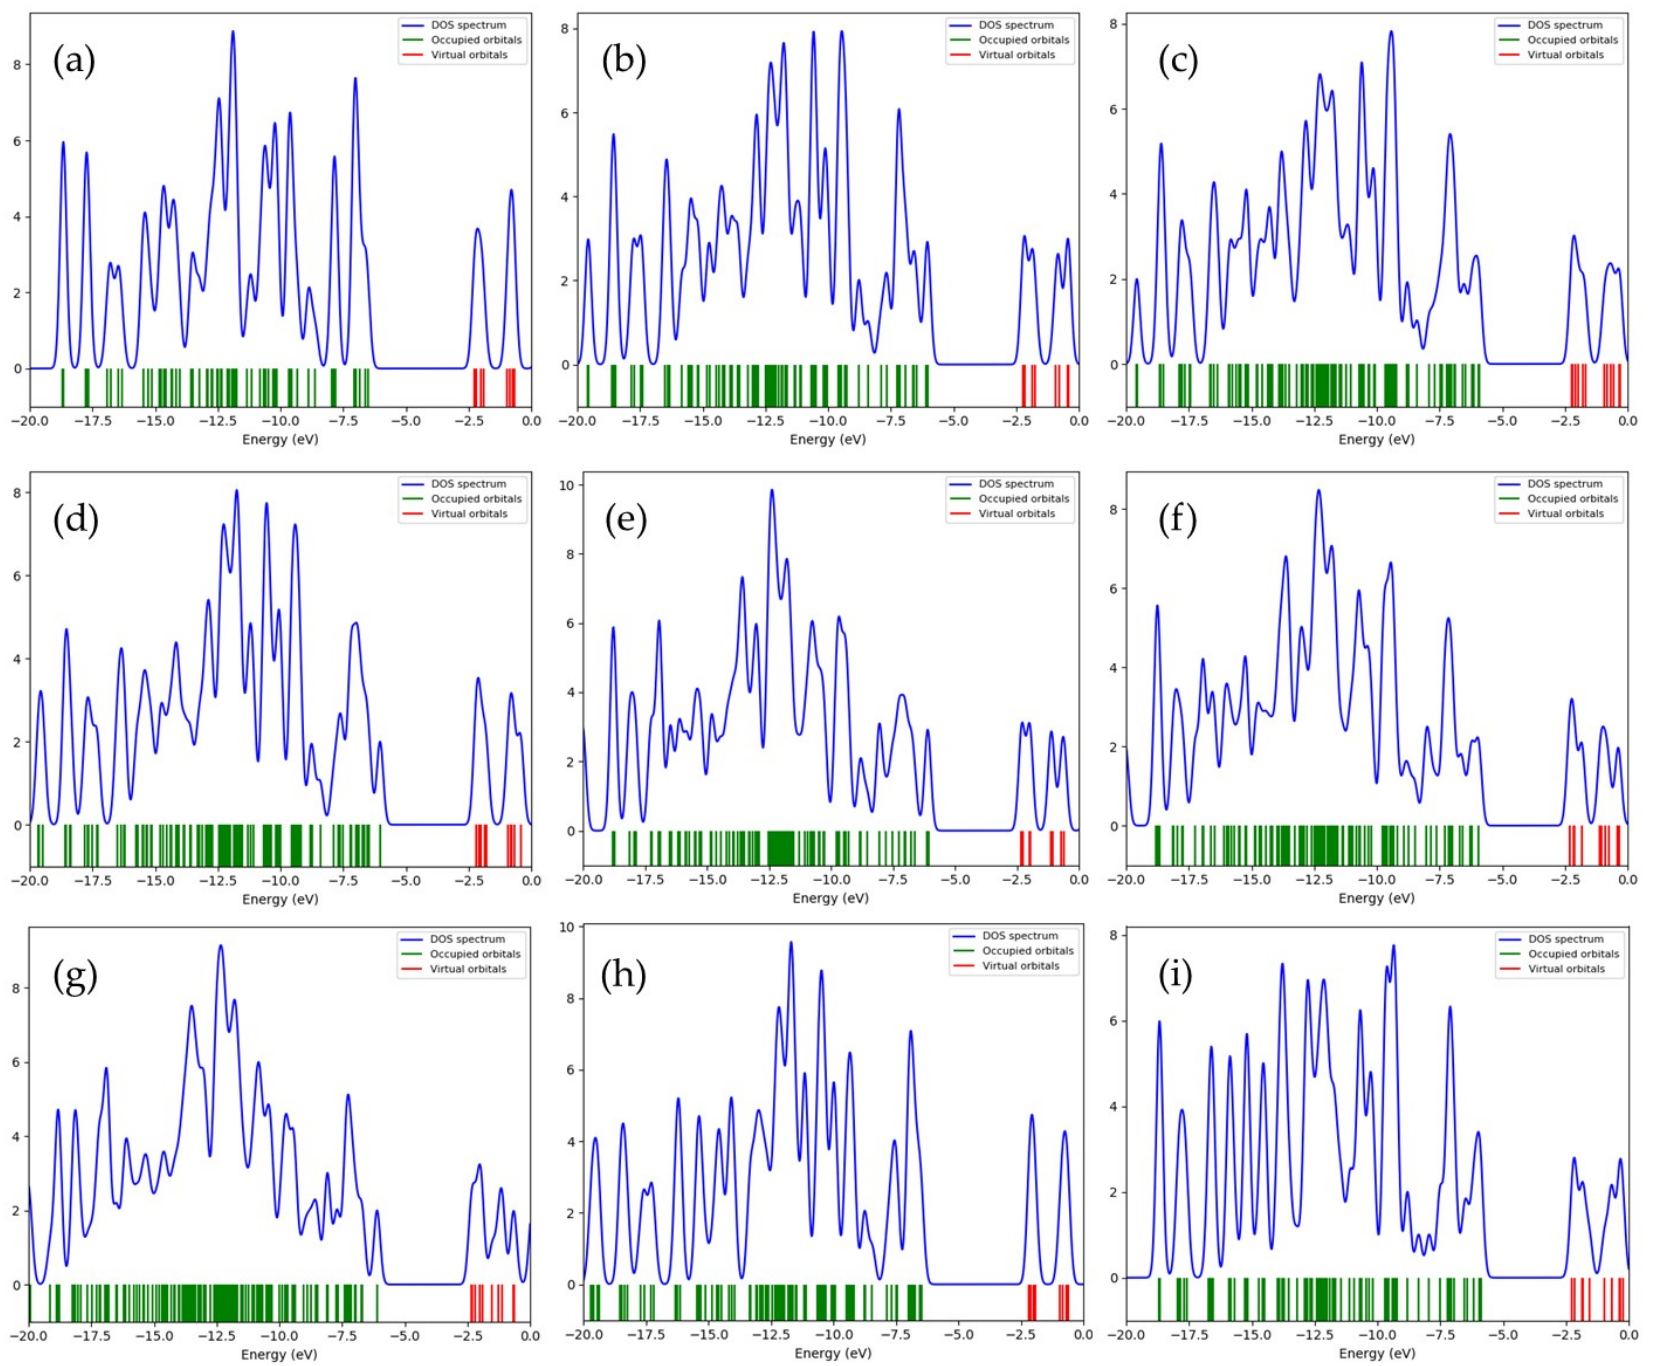 (a)
DOS spectrum
Occupied orbitals
Virtual orbitals
8
6
4
2
0
−20.0 −17.5 −15.0 −12.5 −10.0 −7.5 −5.0 −2.5 0.0
Energy (eV)
(b)
DOS spectrum
Occupied orbitals
Virtual orbitals
8
6
4
2
0
−20.0 −17.5 −15.0 −12.5 −10.0 −7.5 −5.0 −2.5 0.0
Energy (eV)
(c)
DOS spectrum
Occupied orbitals
Virtual orbitals
8
6
4
2
0
−20.0 −17.5 −15.0 −12.5 −10.0 −7.5 −5.0 −2.5 0.0
Energy (eV)
(d)
DOS spectrum
Occupied orbitals
Virtual orbitals
8
6
4
2
0
−20.0 −17.5 −15.0 −12.5 −10.0 −7.5 −5.0 −2.5 0.0
Energy (eV)
(e)
DOS spectrum
Occupied orbitals
Virtual orbitals
10
8
6
4
2
0
−20.0 −17.5 −15.0 −12.5 −10.0 −7.5 −5.0 −2.5 0.0
Energy (eV)
(f)
DOS spectrum
Occupied orbitals
Virtual orbitals
8
6
4
2
0
−20.0 −17.5 −15.0 −12.5 −10.0 −7.5 −5.0 −2.5 0.0
Energy (eV)
(g)
DOS spectrum
Occupied orbitals
Virtual orbitals
8
6
4
2
0
−20.0 −17.5 −15.0 −12.5 −10.0 −7.5 −5.0 −2.5 0.0
Energy (eV)
(h)
DOS spectrum
Occupied orbitals
Virtual orbitals
10
8
6
4
2
0
−20.0 −17.5 −15.0 −12.5 −10.0 −7.5 −5.0 −2.5 0.0
Energy (eV)
(i)
DOS spectrum
Occupied orbitals
Virtual orbitals
8
6
4
2
0
−20.0 −17.5 −15.0 −12.5 −10.0 −7.5 −5.0 −2.5 0.0
Energy (eV)